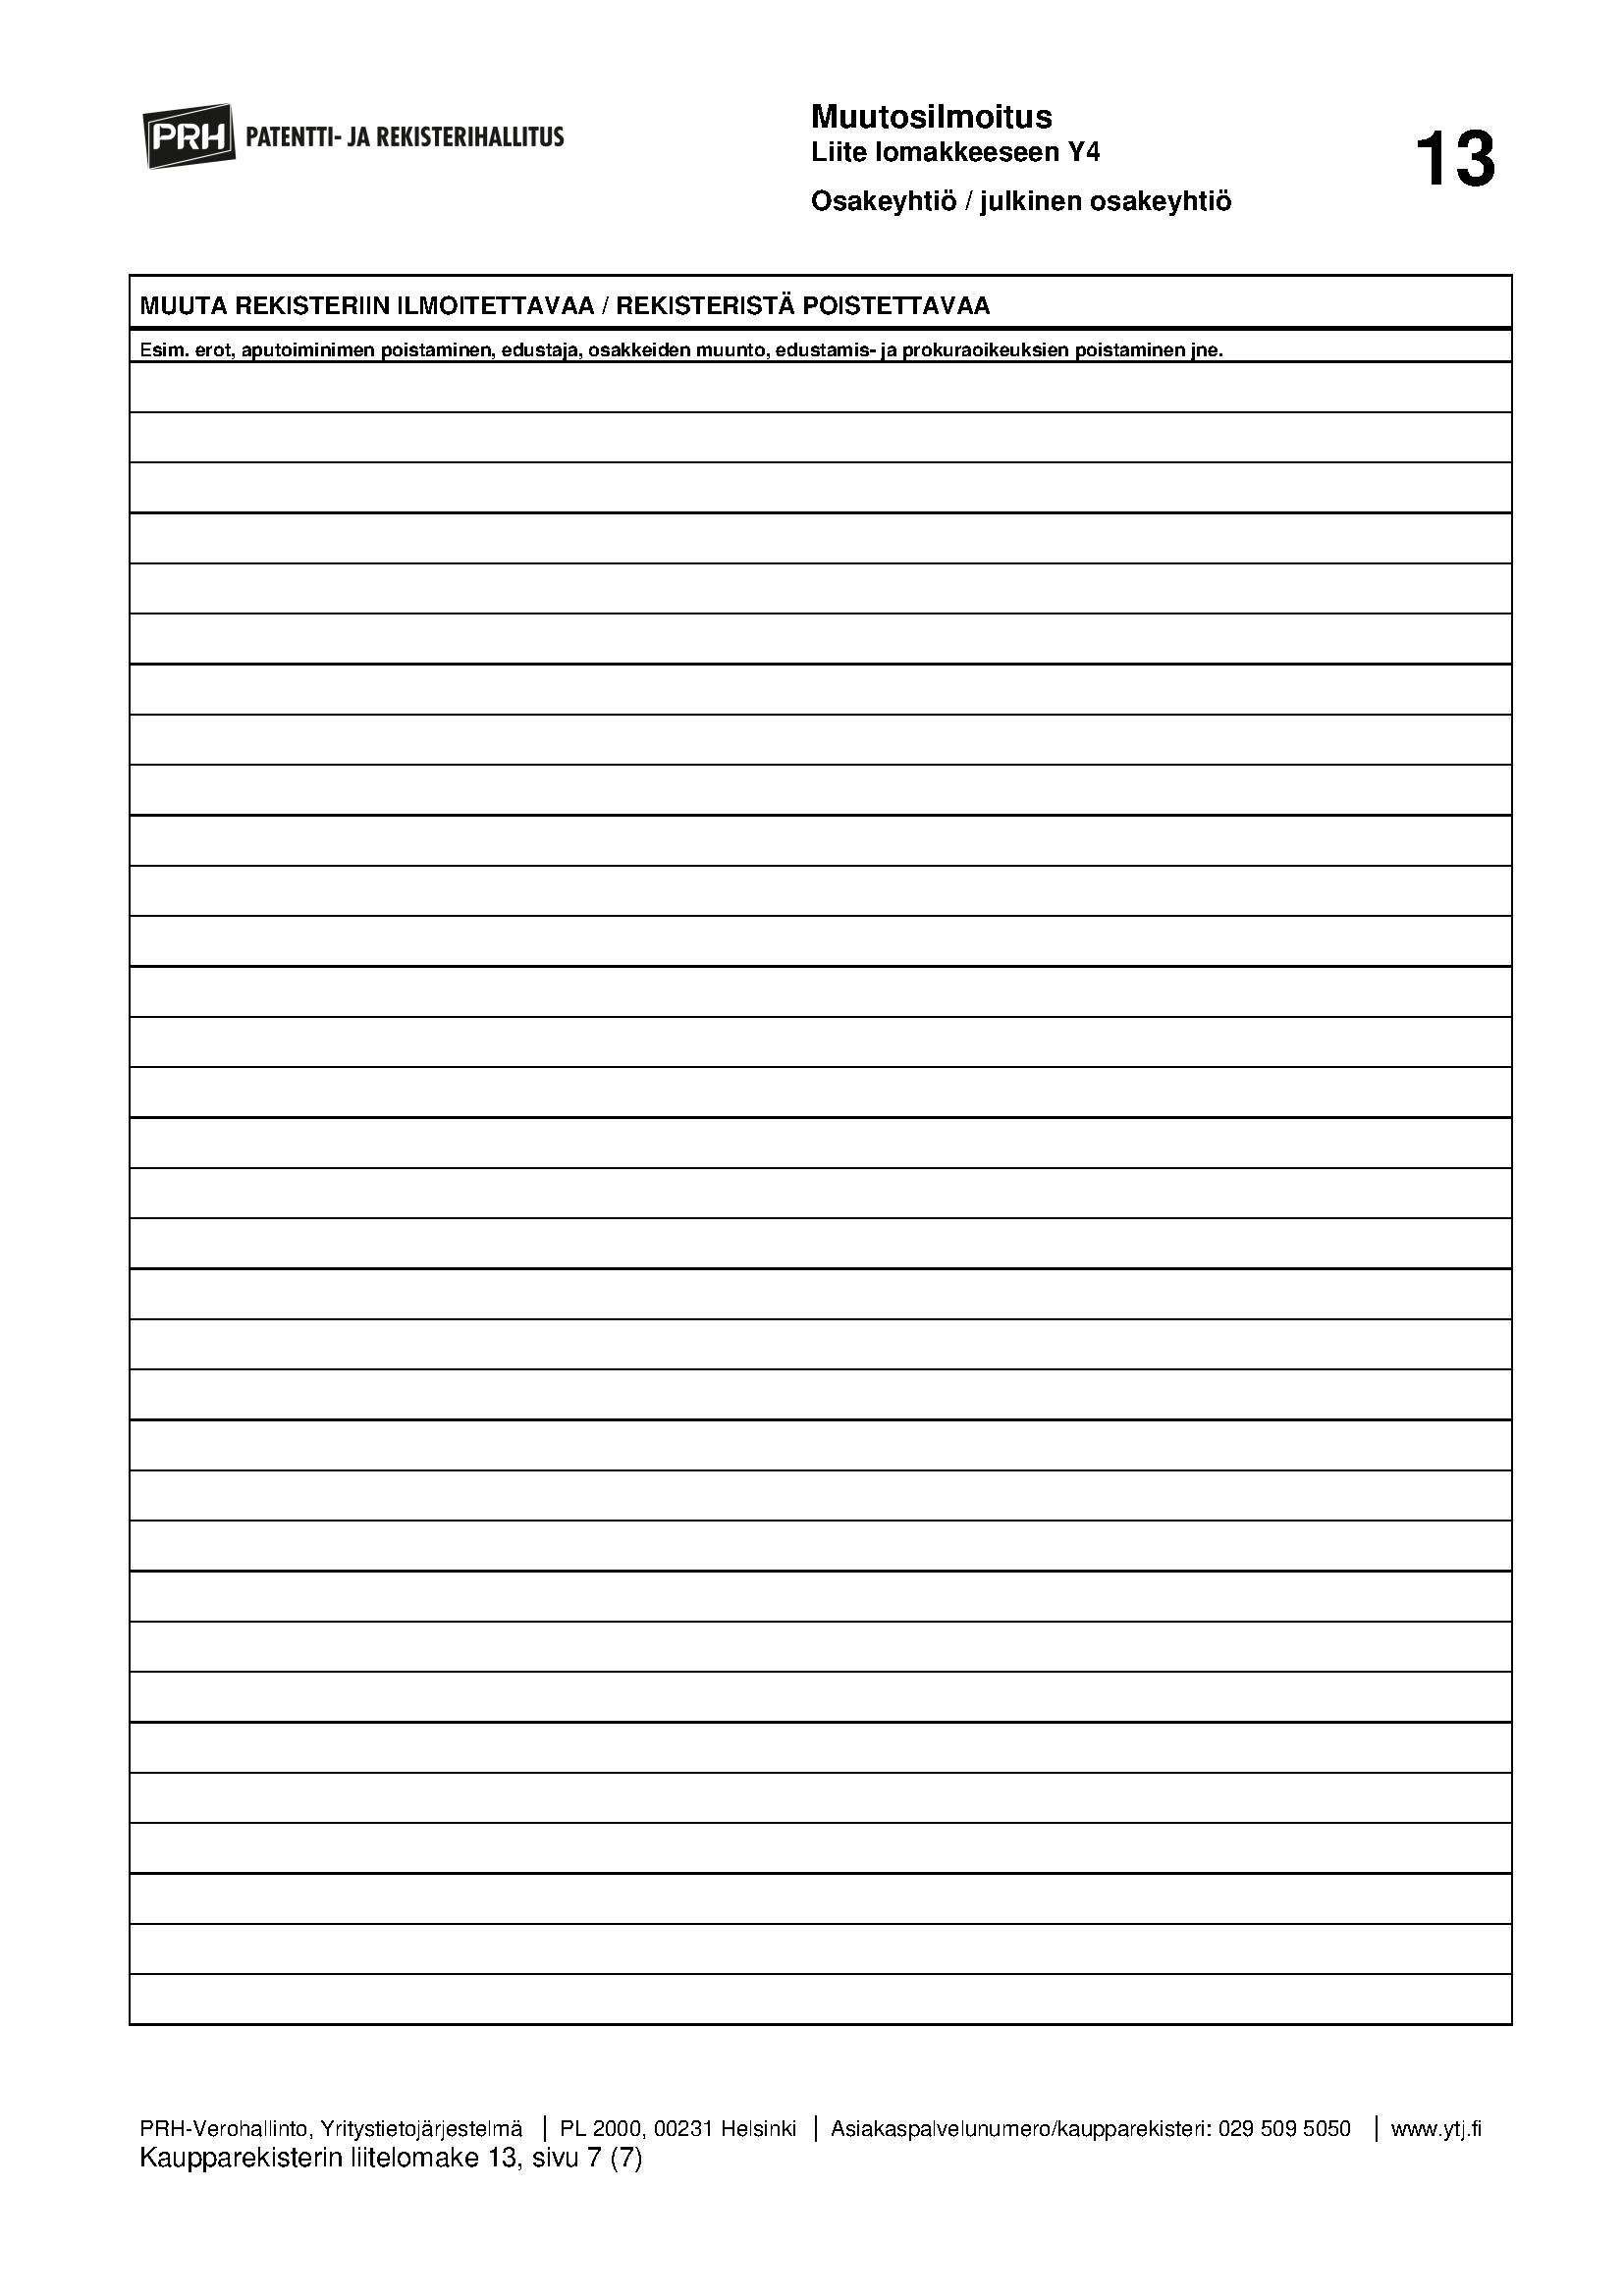 PRH PATENTTI- JA REKISTERIHALLITUS
Muutosilmoitus
Liite lomakkeeseen Y4
Osakeyhtiö / julkinen osakeyhtiö
13
MUUTA REKISTERIIN ILMOITETTAVAA / REKISTERISTÄ POISTETTAVAA
Esim. erot, aputoiminimen poistaminen, edustaja, osakkeiden muunto, edustamis- ja prokuraoikeuksien poistaminen jne.
PRH-Verohallinto, Yritystietojärjestelmä | PL 2000, 00231 Helsinki | Asiakaspalvelunumero/kaupparekisteri: 029 509 5050 | www.ytj.fi
Kaupparekisterin liitelomake 13, sivu 7 (7)